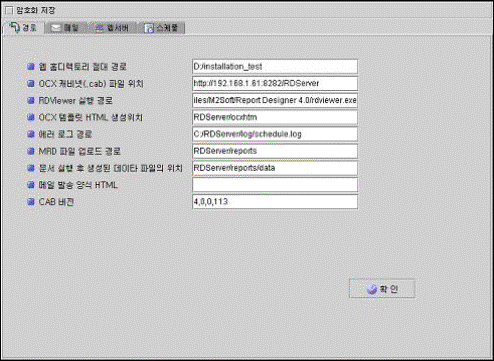 암호화 저장
경로 메일 웹서버 스케쥴
웹 홈디렉토리 절대 경로 D:/installation_test
OCX 캐비넷(.cab) 파일 위치 http://192.168.1.61:8282/RDServer
RDViewer 실행 경로 iles/M2Soft/Report Designer 4.0/rdviewer.exe
OCX 템플릿 HTML 생성위치 RDServer/ocxhtm
에러 로그 경로 C:/RDServer/log/schedule.log
MRD 파일 업로드 경로 RDServer/reports
문서 실행 후 생성된 데이타 파일의 위치 RDServer/reports/data
메일 발송 양식 HTML
CAB 버전 4,0,0,113
확 인